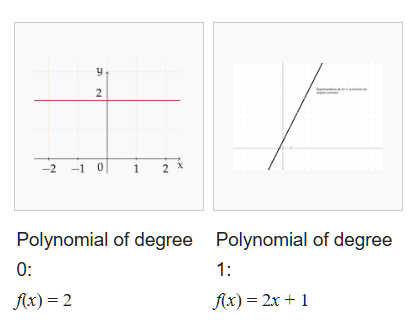 y
2
−2 −1 0 1 2 x
Polynomial of degree
0:
f(x) = 2
Polynomial of degree
1:
f(x) = 2x + 1